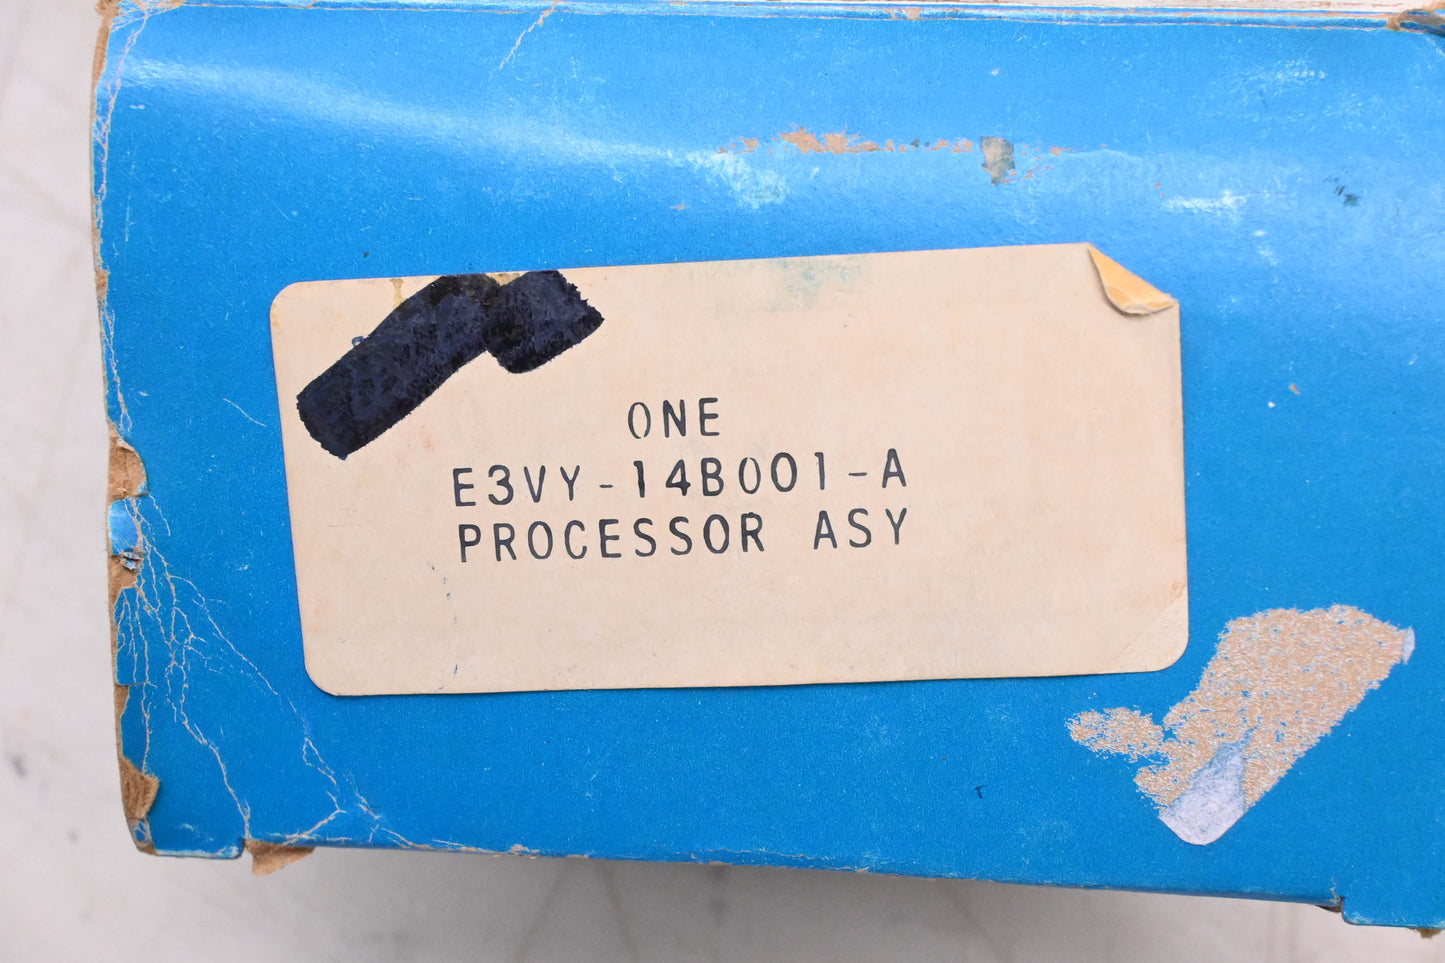 ONE
E3VY-14B001-A
PROCESSOR ASY